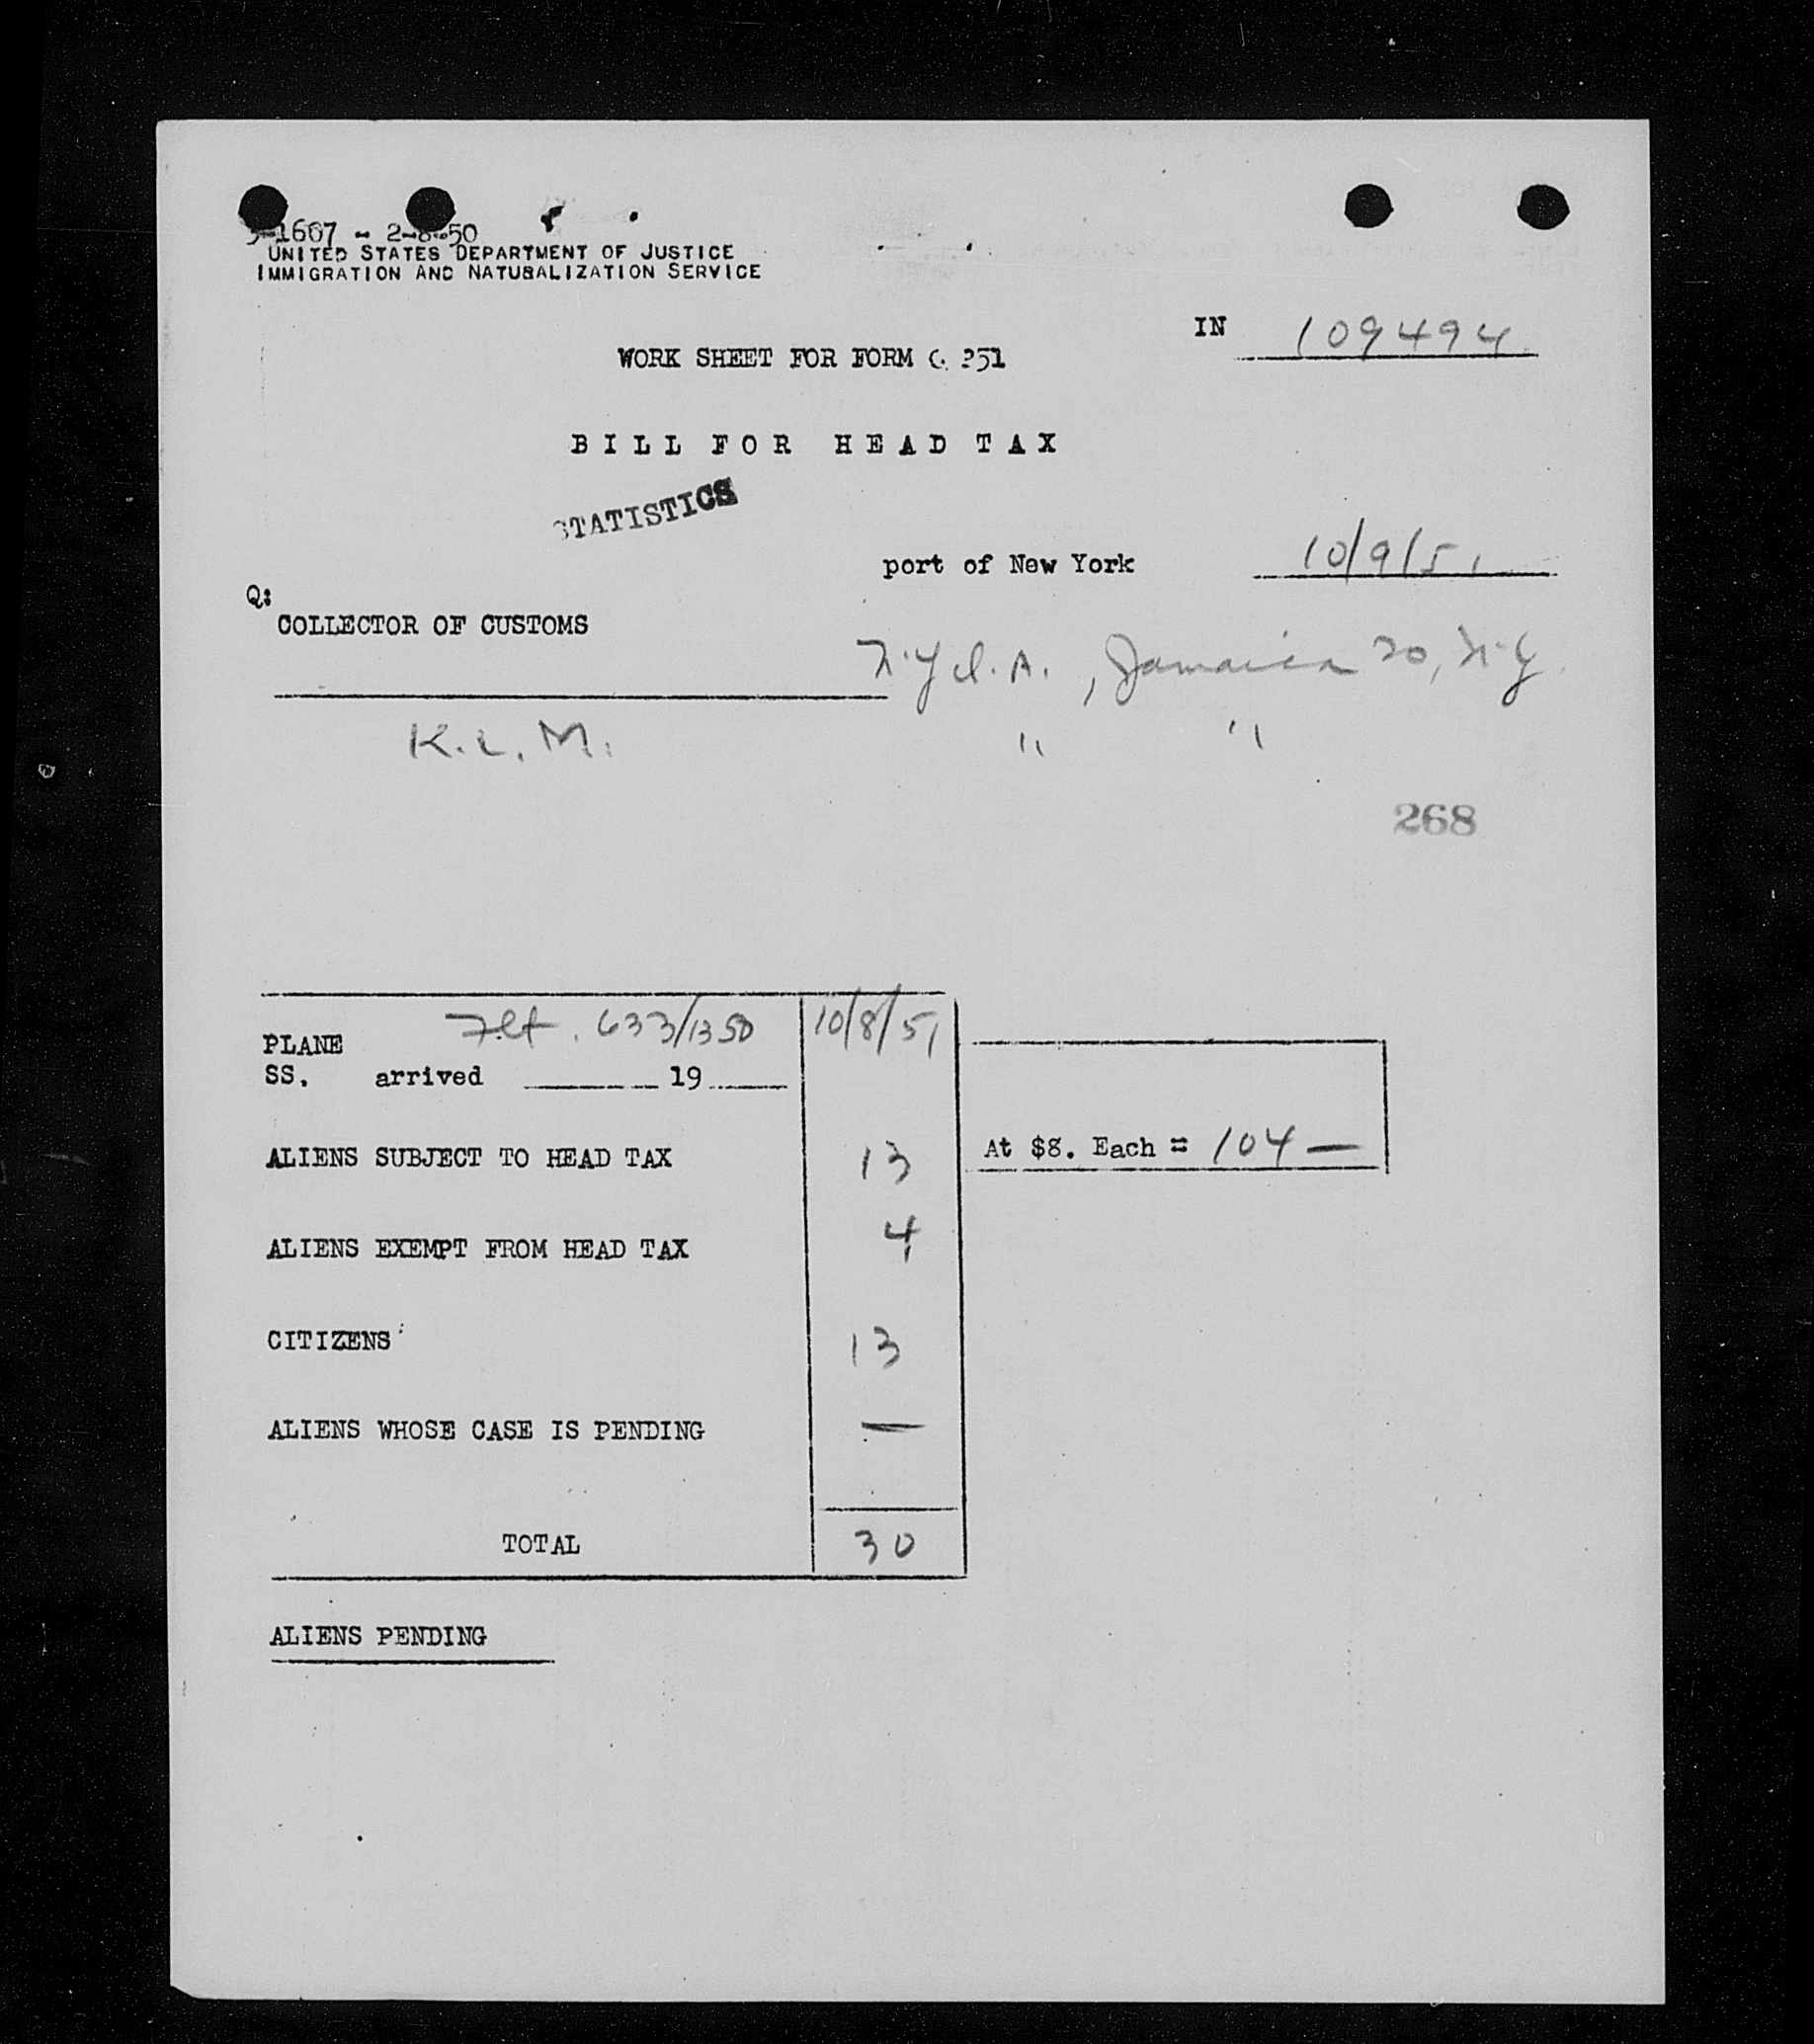 1607 - 2-8-50
UNITED STATES DEPARTMENT OF JUSTICE
IMMIGRATION AND NATURALIZATION SERVICE
IN 109494
WORK SHEET FOR FORM 251
BILL FOR HEAD TAX
STATISTICS
port of New York 10/9/51
Q:
COLLECTOR OF CUSTOMS
N.Y.I.A., Jamaica 20, N.Y.
K.L.M. " "
268
Flt. 633/1350 10/8/51
PLANE
SS. arrived 19
ALIENS SUBJECT TO HEAD TAX 13 At $8. Each = 104 —
ALIENS EXEMPT FROM HEAD TAX 4
CITIZENS 13
ALIENS WHOSE CASE IS PENDING —
TOTAL 30
ALIENS PENDING